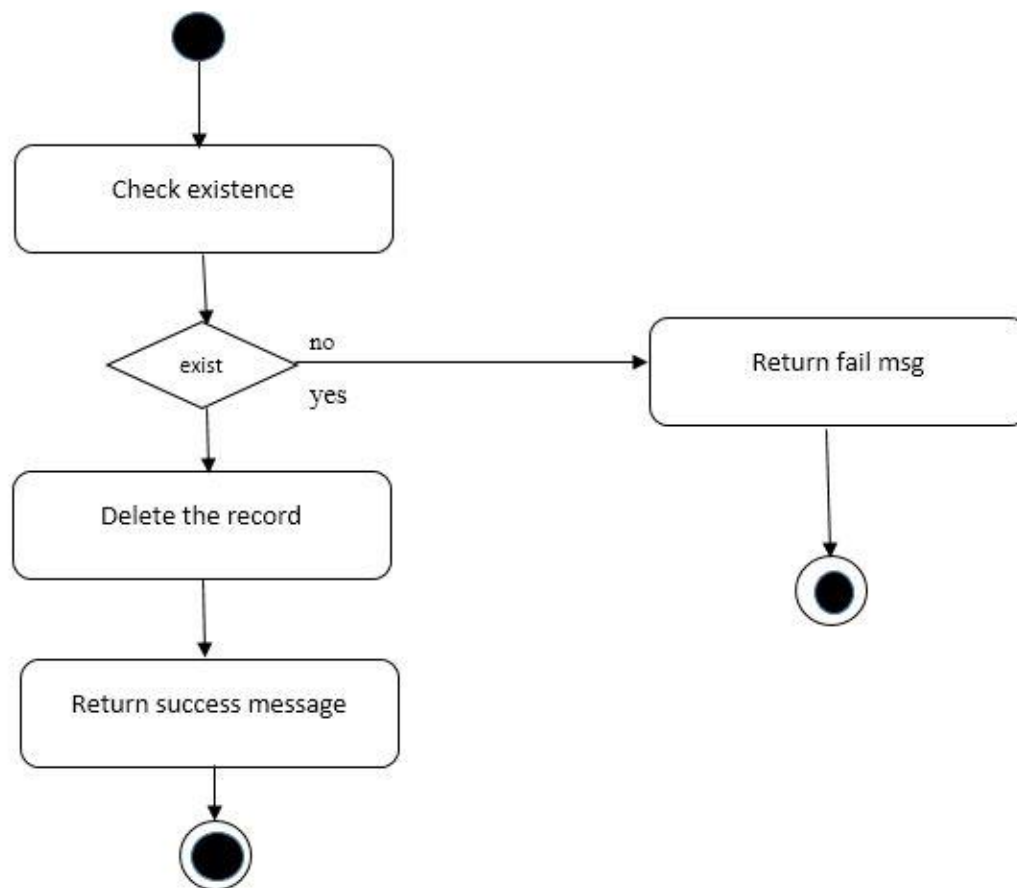 Check existence
exist
no
yes
Return fail msg
Delete the record
Return success message